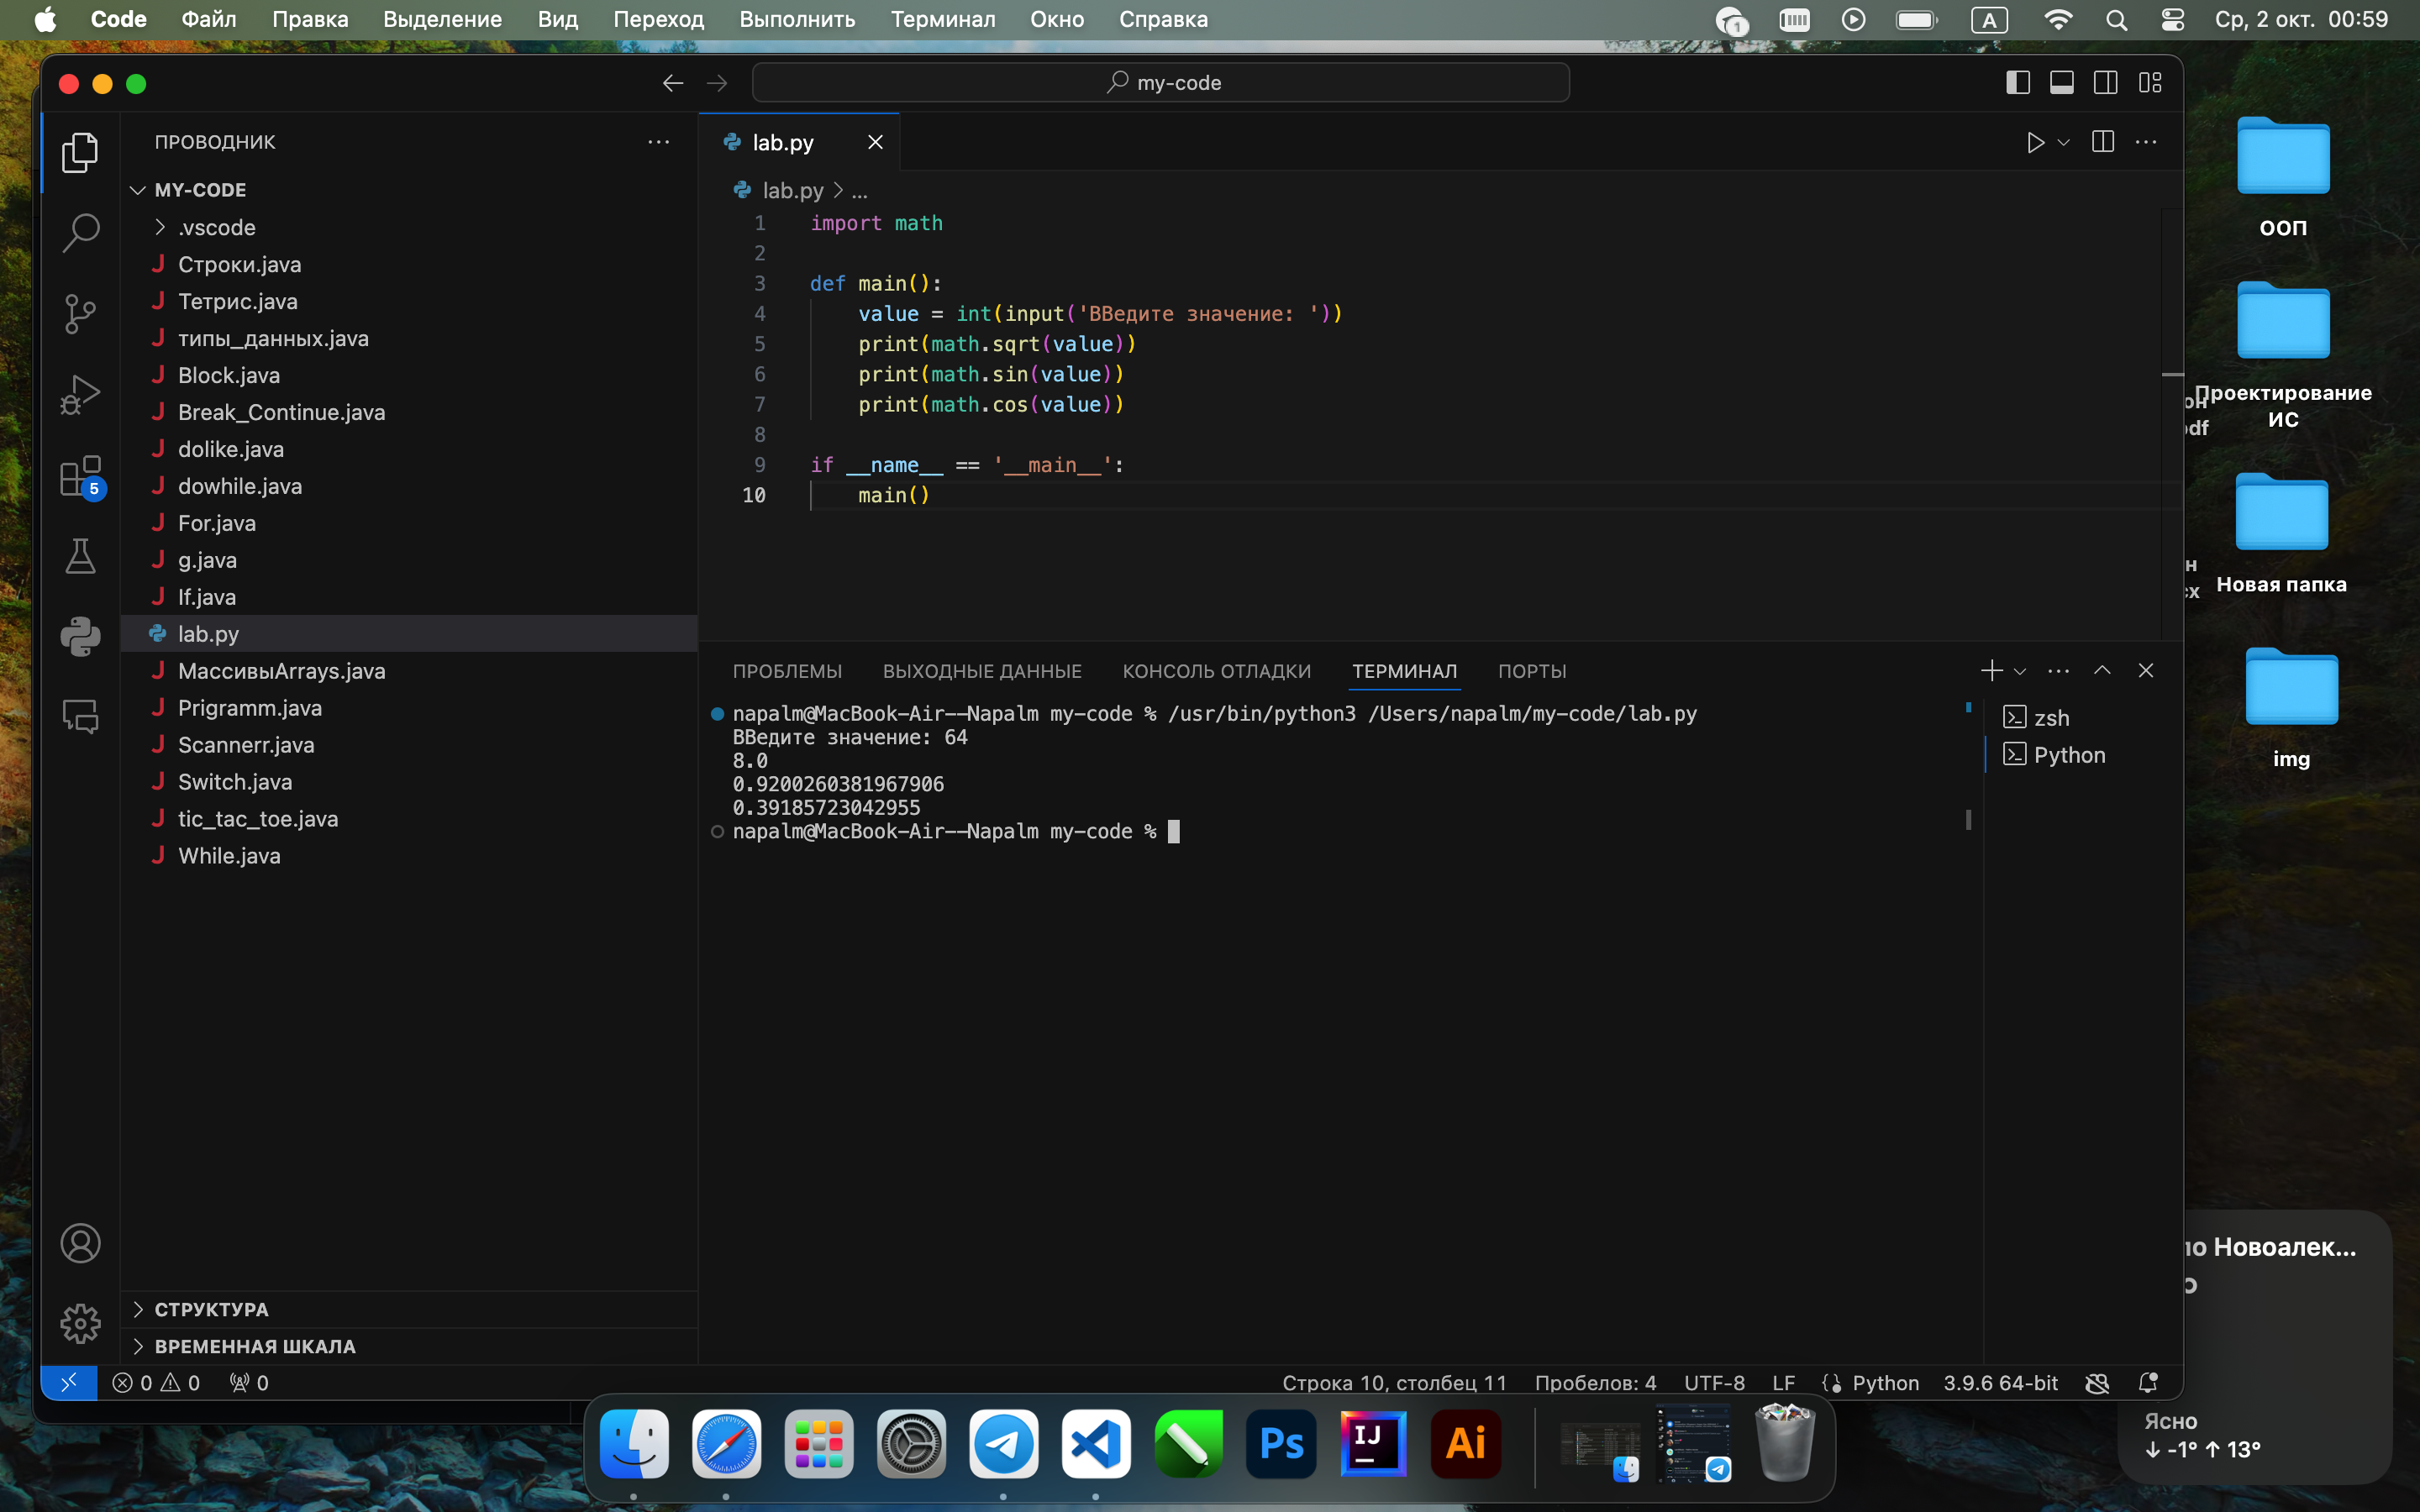 Code Файл Правка Выделение Вид Переход Выполнить Терминал Окно Справка 1 A Ср, 2 окт. 00:59
my-code
ПРОВОДНИК
MY-CODE
.vscode
Строки.java
Тетрис.java
типы_данных.java
Block.java
Break_Continue.java
dolike.java
dowhile.java
For.java
g.java
If.java
lab.py
МассивыArrays.java
Prigramm.java
Scannerr.java
Switch.java
tic_tac_toe.java
While.java
СТРУКТУРА
ВРЕМЕННАЯ ШКАЛА
5
lab.py
lab.py > ...
1 import math
2
3 def main():
4 value = int(input('ВВедите значение: '))
5 print(math.sqrt(value))
6 print(math.sin(value))
7 print(math.cos(value))
8
9 if __name__ == '__main__':
10 main()
ПРОБЛЕМЫ ВЫХОДНЫЕ ДАННЫЕ КОНСОЛЬ ОТЛАДКИ ТЕРМИНАЛ ПОРТЫ
napalm@MacBook-Air--Napalm my-code % /usr/bin/python3 /Users/napalm/my-code/lab.py
ВВедите значение: 64
8.0
0.9200260381967906
0.39185723042955
napalm@MacBook-Air--Napalm my-code %
zsh
Python
0 0 0 Строка 10, столбец 11 Пробелов: 4 UTF-8 LF Python 3.9.6 64-bit
ООП
Проектирование
ИС
df
Новая папка
img
ло Новоалек...
Ясно
↓ -1° ↑ 13°
Ps IJ Ai